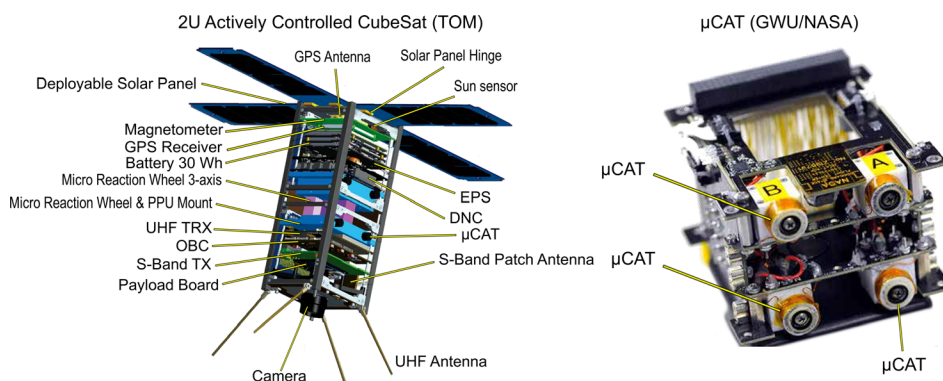 2U Actively Controlled CubeSat (TOM)
GPS Antenna
Solar Panel Hinge
Deployable Solar Panel
Sun sensor
Magnetometer
GPS Receiver
Battery 30 Wh
Micro Reaction Wheel 3-axis
EPS
Micro Reaction Wheel & PPU Mount
DNC
UHF TRX
µCAT
OBC
S-Band TX
S-Band Patch Antenna
Payload Board
UHF Antenna
Camera
µCAT (GWU/NASA)
µCAT
B
NASA
A
µCAT
µCAT